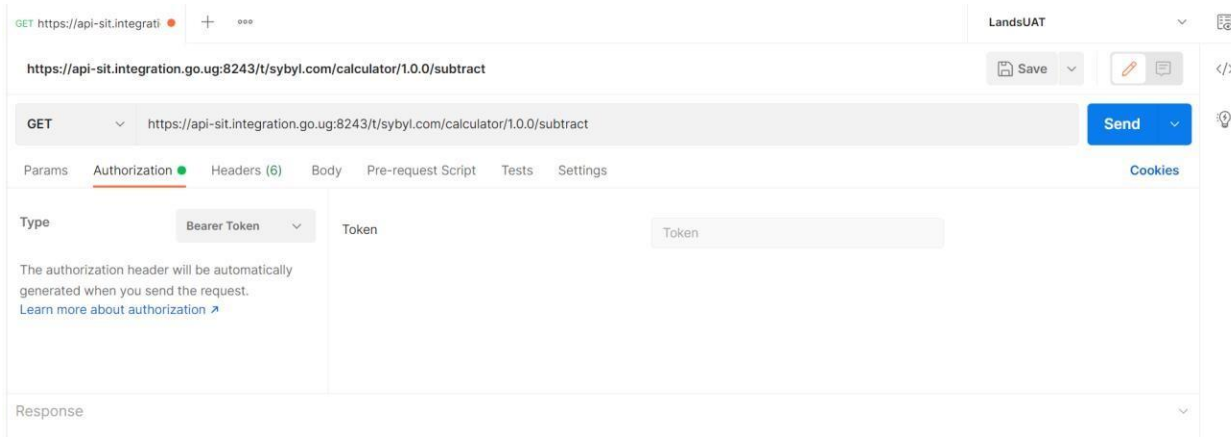 GET https://api-sit.integrati
LandsUAT
https://api-sit.integration.go.ug:8243/t/sybyl.com/calculator/1.0.0/subtract
Save
GET https://api-sit.integration.go.ug:8243/t/sybyl.com/calculator/1.0.0/subtract Send
Params Authorization Headers (6) Body Pre-request Script Tests Settings Cookies
Type Bearer Token
Token Token
The authorization header will be automatically
generated when you send the request.
Learn more about authorization ↗
Response